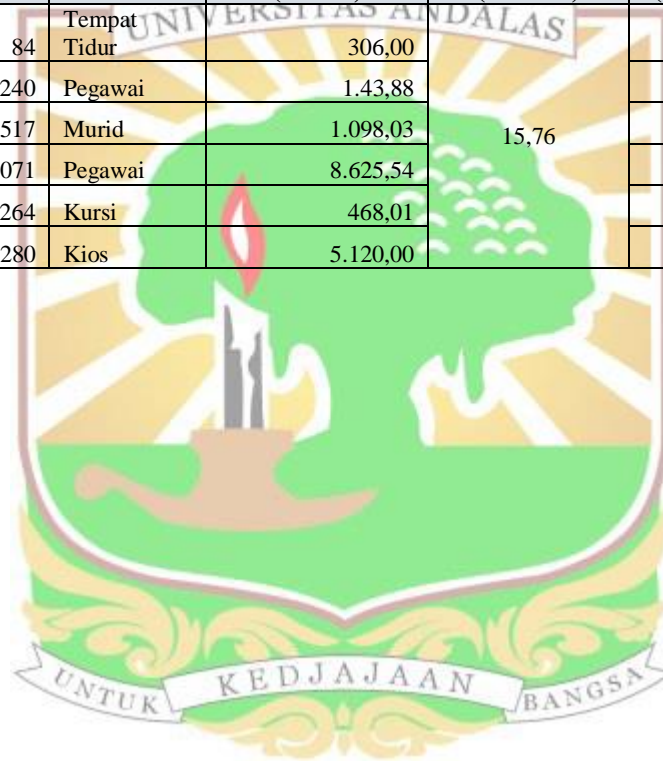 UNIVERSITAS ANDALAS
84 Tempat Tidur 306,00
240 Pegawai 1.43,88
517 Murid 1.098,03
15,76
071 Pegawai 8.625,54
264 Kursi 468,01
280 Kios 5.120,00
UNTUK KEDJAJAAN BANGSA